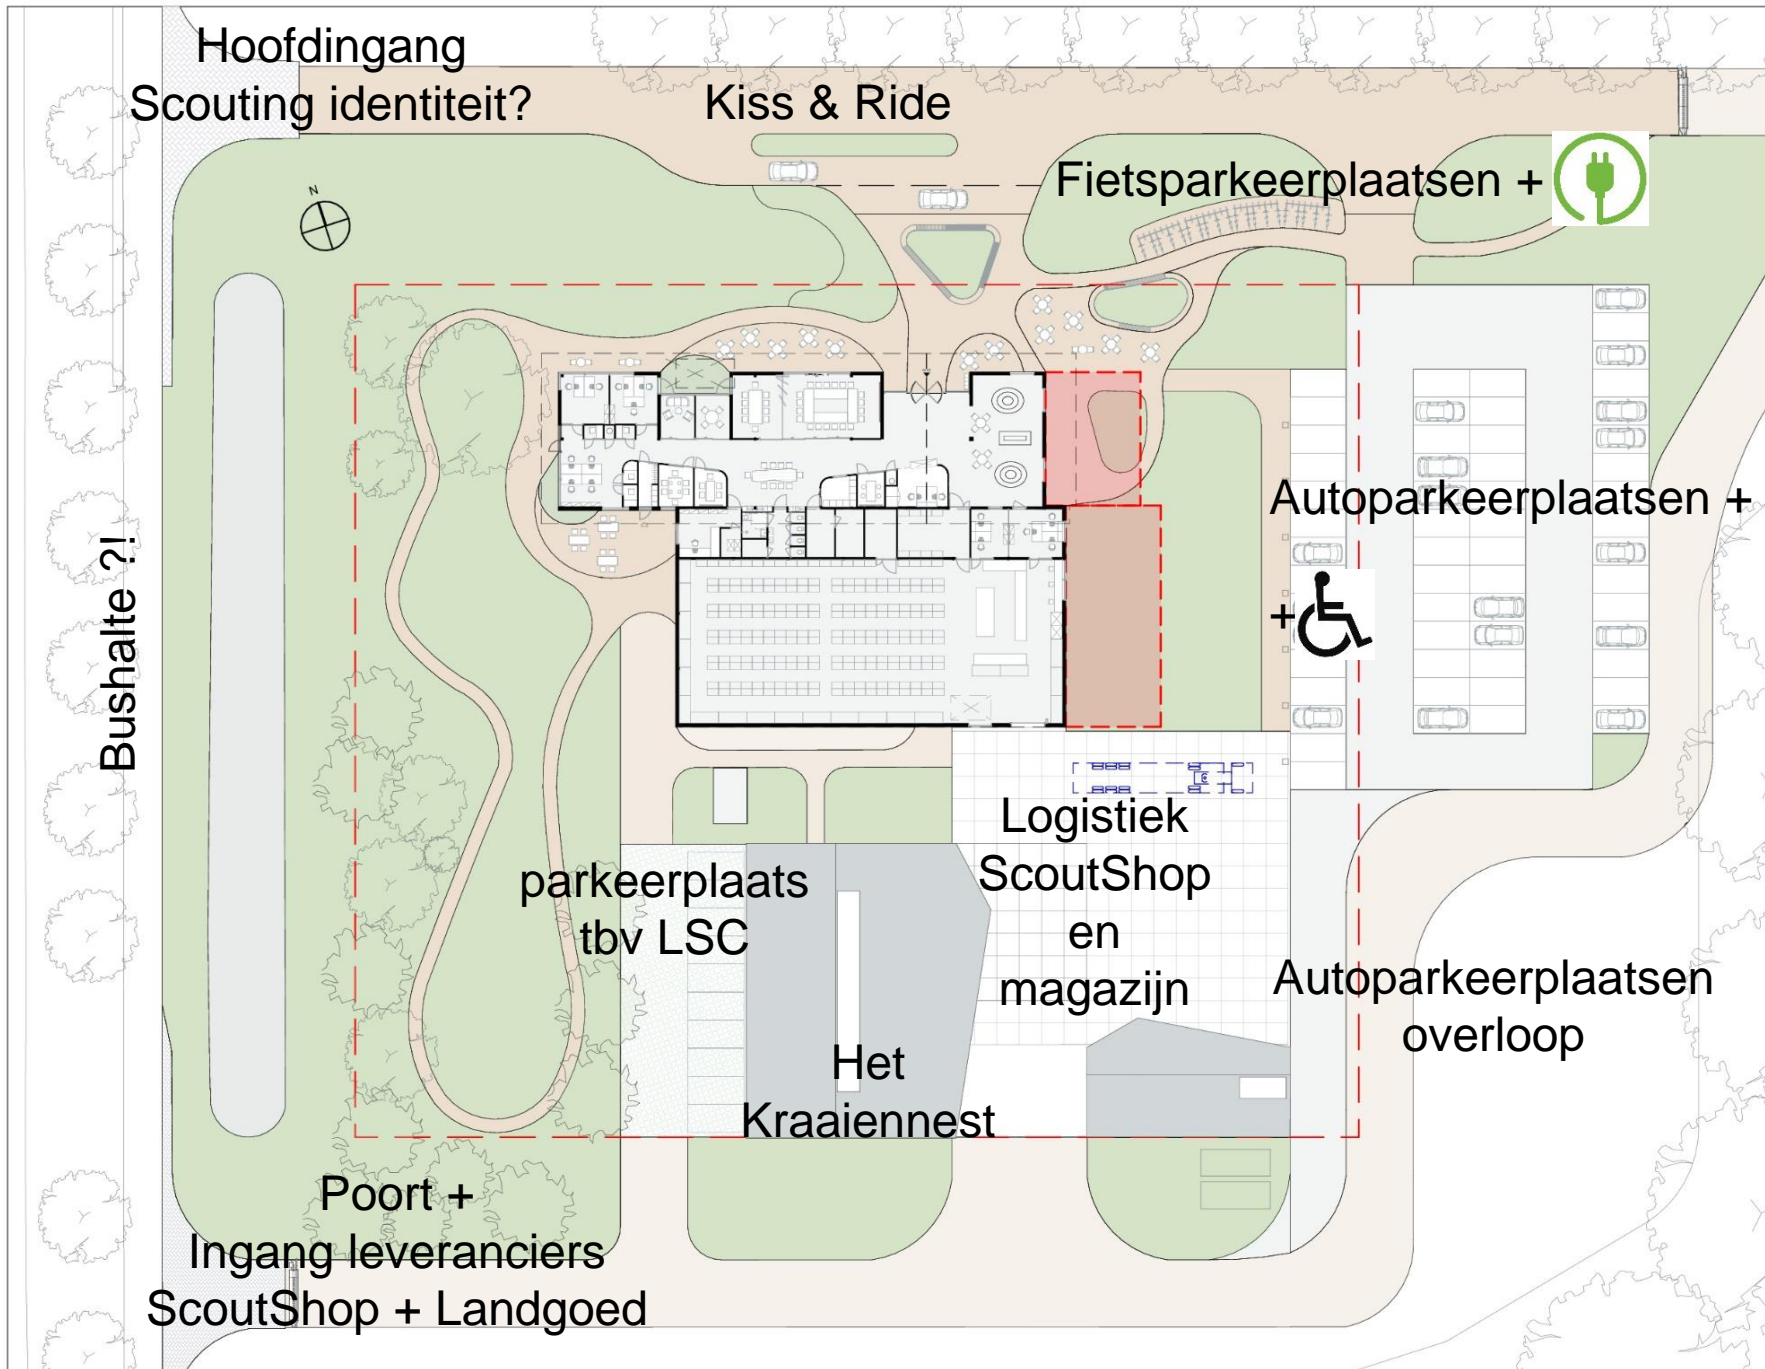 Hoofdingang
Scouting identiteit?
Kiss & Ride
N
Fietsparkeerplaatsen +
Autoparkeerplaatsen +
+
Bushalte ?!
Logistiek
ScoutShop
en
magazijn
parkeerplaats
tbv LSC
Autoparkeerplaatsen
overloop
Het
Kraaiennest
Poort +
Ingang leveranciers
ScoutShop + Landgoed